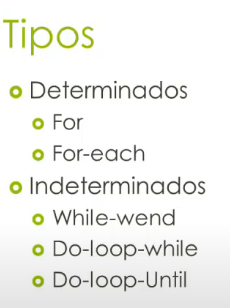 Tipos
Determinados
For
For-each
Indeterminados
While-wend
Do-loop-while
Do-loop-Until